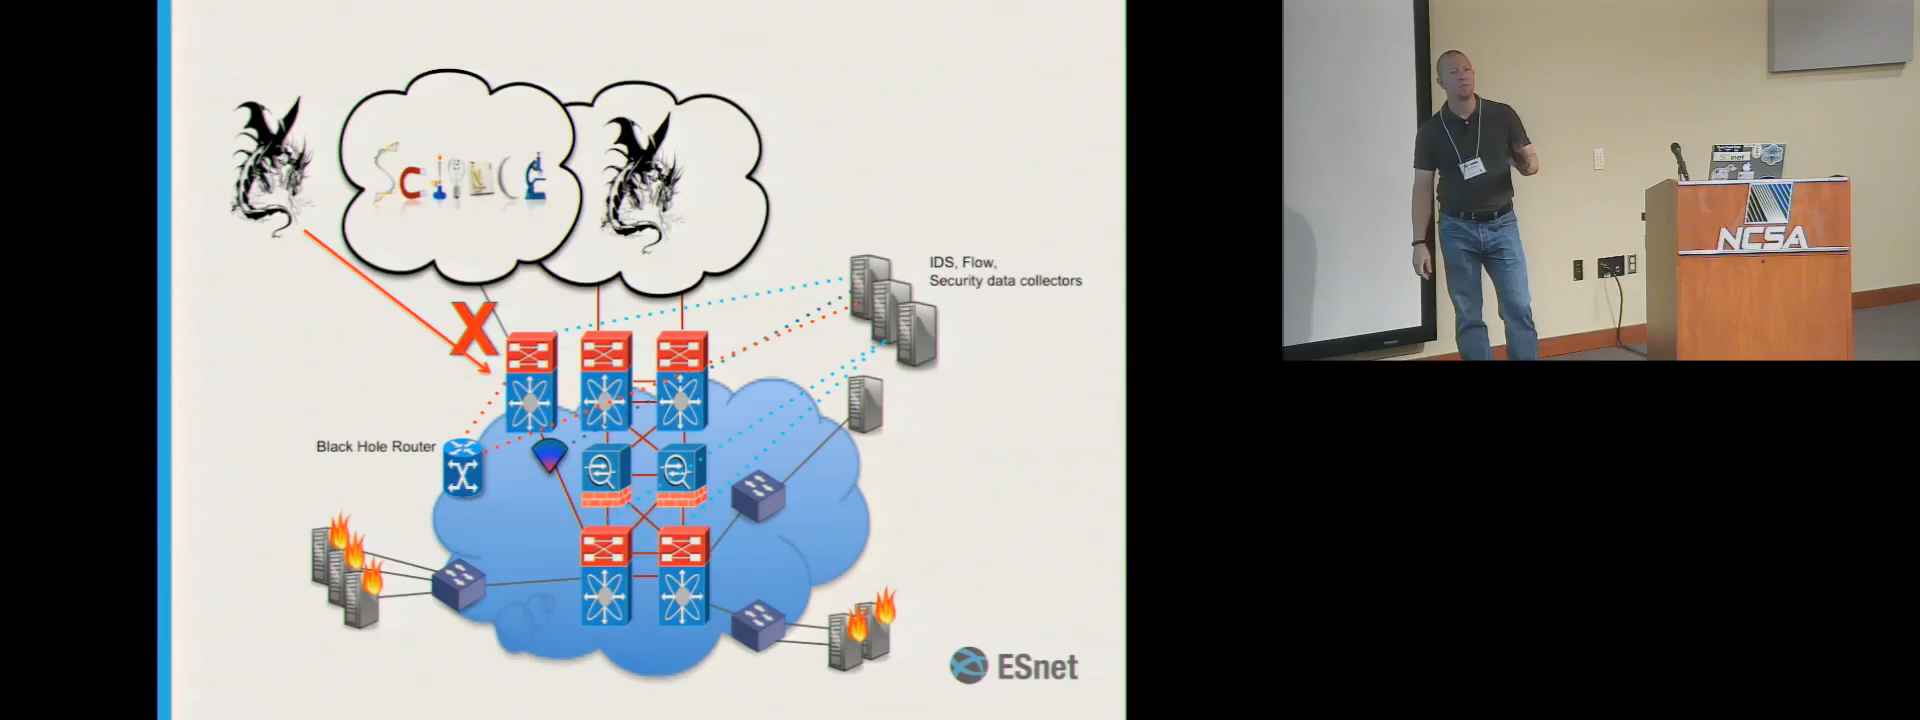 SCIENCE
IDS, Flow,
Security data collectors
X
Black Hole Router
ESnet
NCSA